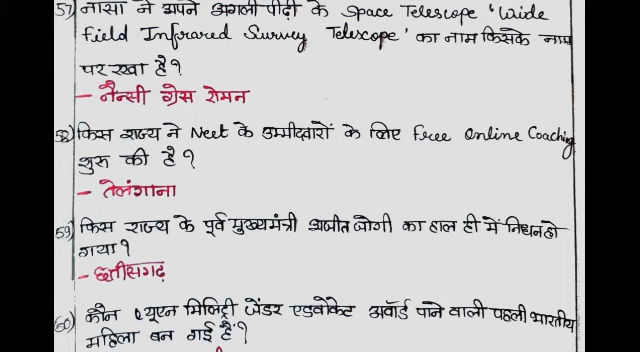 57) नासा ने अपने अगली पीढ़ी के Space Telescope 'Wide
Field Infrared Survey Telescope' का नाम किसके नाम
पर रखा है?
- नैन्सी ग्रेस रोमन
58) किस राज्य ने Neet के उम्मीदवारों के लिए Free Online Coaching
शुरू की है?
- तेलंगाना
59) किस राज्य के पूर्व मुख्यमंत्री अजीत जोगी का हाल ही में निधन हो
गया?
- छत्तीसगढ़
60) कौन यूएन मिलिट्री जेंडर एडवोकेट अवॉर्ड पाने वाली पहली भारतीय
महिला बन गई है?